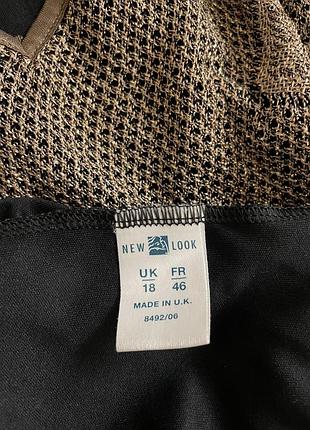 NEW LOOK
UK FR
18 46
MADE IN U.K.
8492/06